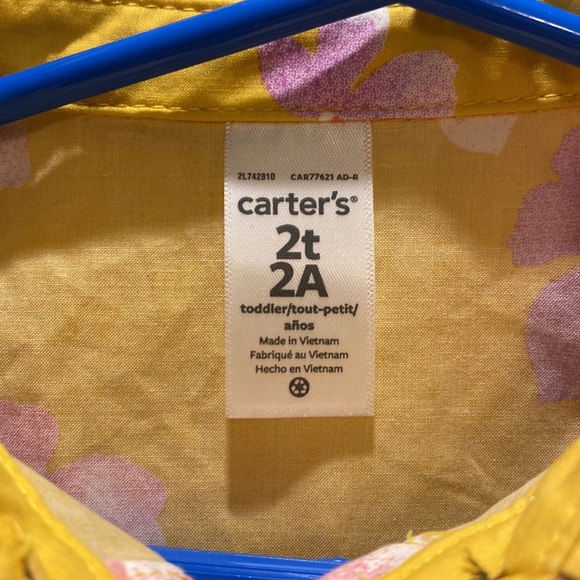 2L742810 CAR77621 AD-R
carter's®
2t
2A
toddler/tout-petit/
años
Made in Vietnam
Fabriqué au Vietnam
Hecho en Vietnam